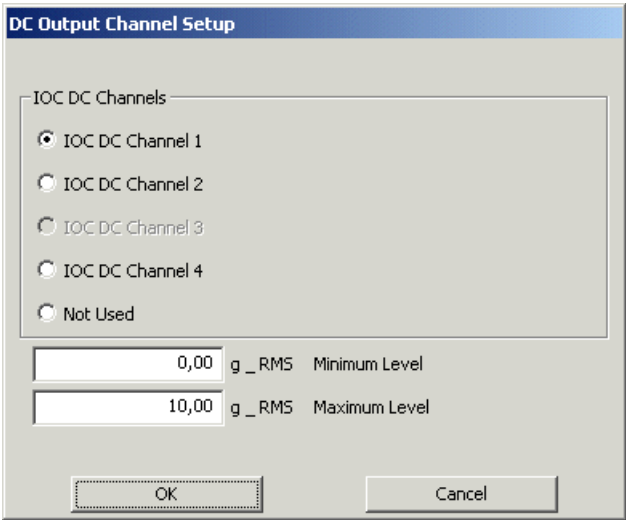 DC Output Channel Setup
IOC DC Channels
IOC DC Channel 1
IOC DC Channel 2
IOC DC Channel 3
IOC DC Channel 4
Not Used
0,00 g _ RMS Minimum Level
10,00 g _ RMS Maximum Level
OK Cancel